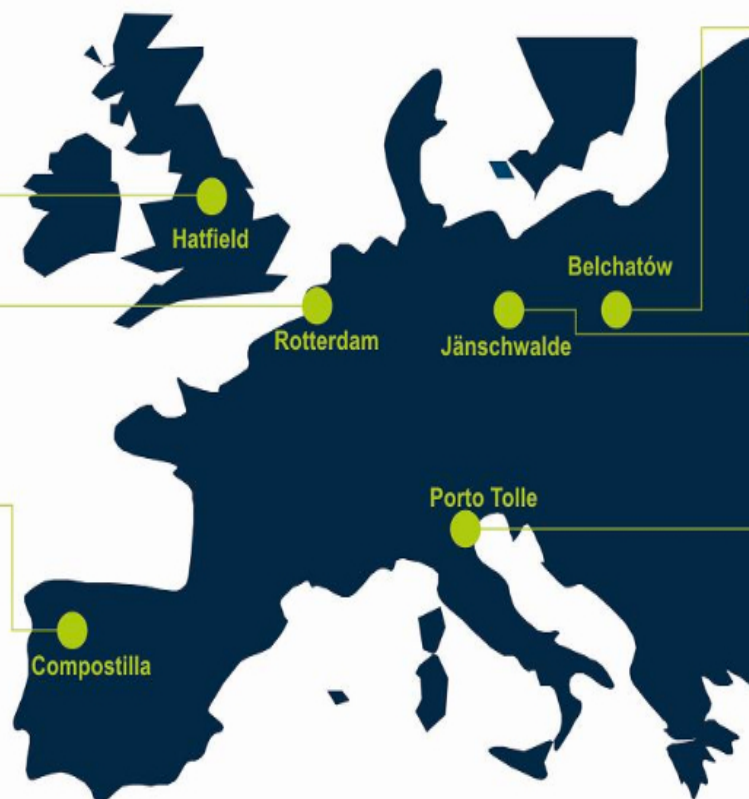 Hatfield
Belchatów
Rotterdam
Jänschwalde
Porto Tolle
Compostilla